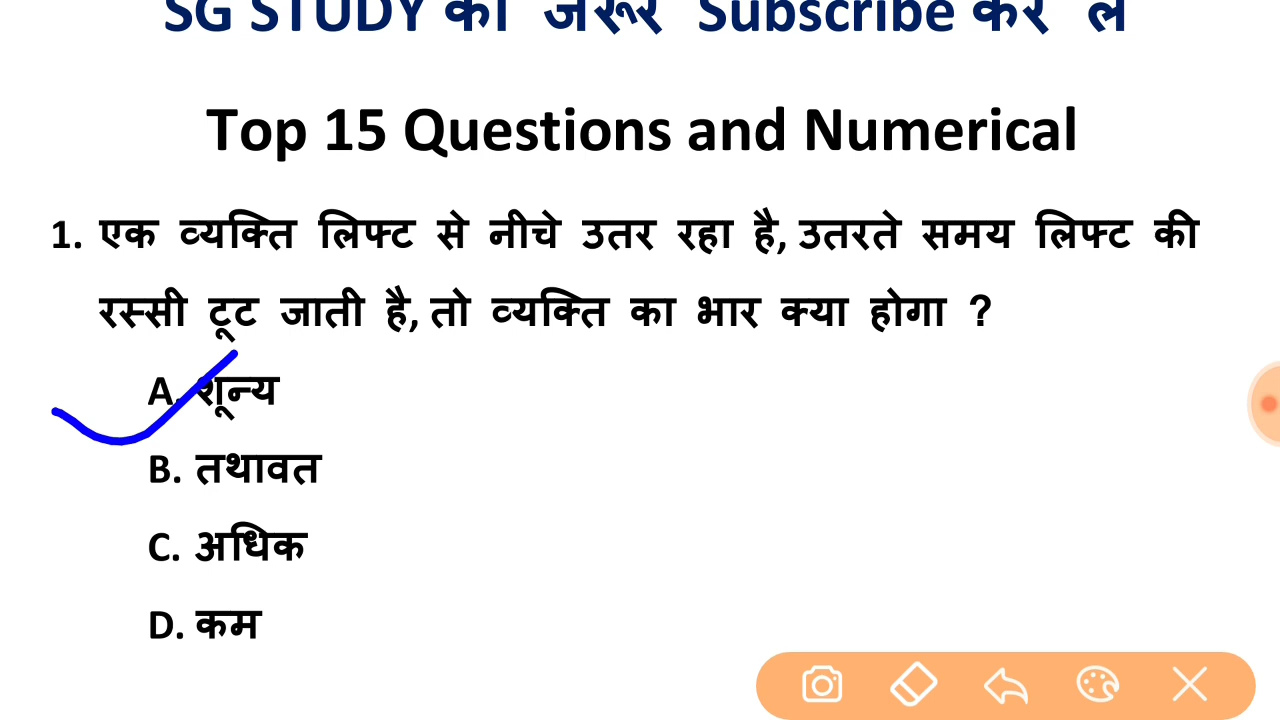 SG STUDY को जरूर Subscribe कर लें
Top 15 Questions and Numerical
1. एक व्यक्ति लिफ्ट से नीचे उतर रहा है, उतरते समय लिफ्ट की
रस्सी टूट जाती है, तो व्यक्ति का भार क्या होगा ?
A. शून्य
B. तथावत
C. अधिक
D. कम